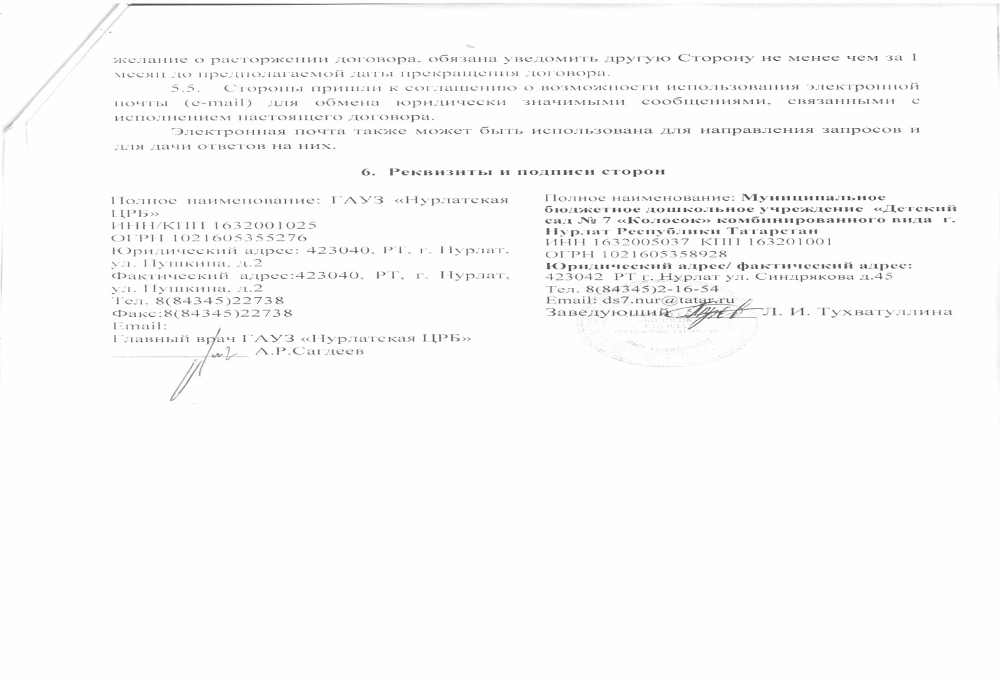 желание о расторжении договора, обязана уведомить другую Сторону не менее чем за 1
месяц до предполагаемой даты прекращения договора.
5.5. Стороны пришли к соглашению о возможности использования электронной
почты (e-mail) для обмена юридически значимыми сообщениями, связанными с
исполнением настоящего договора.
Электронная почта также может быть использована для направления запросов и
для дачи ответов на них.
6. Реквизиты и подписи сторон
Полное наименование: ГАУЗ «Нурлатская
ЦРБ»
ИНН/КПП 1632001025
ОГРН 1021605355276
Юридический адрес: 423040, РТ, г. Нурлат,
ул. Пушкина, д.2
Фактический адрес:423040, РТ, г. Нурлат,
ул. Пушкина, д.2
Тел. 8(84345)22738
Факс:8(84345)22738
Email:
Главный врач ГАУЗ «Нурлатская ЦРБ»
А.Р.Сагдеев
Полное наименование: Муниципальное
бюджетное дошкольное учреждение «Детский
сад № 7 «Колосок» комбинированного вида г.
Нурлат Республики Татарстан
ИНН 1632005037 КПП 163201001
ОГРН 1021605358928
Юридический адрес/ фактический адрес:
423042 РТ г. Нурлат ул. Синдрякова д.45
Тел. 8(84345)2-16-54
Email: ds7.nur@tatar.ru
Заведующий Л. И. Тухватуллина
«КОЛОСОК»
Г. НУРЛАТ
РЕСПУБЛИКИ ТАТАРСТАН
ИНН 1632005037